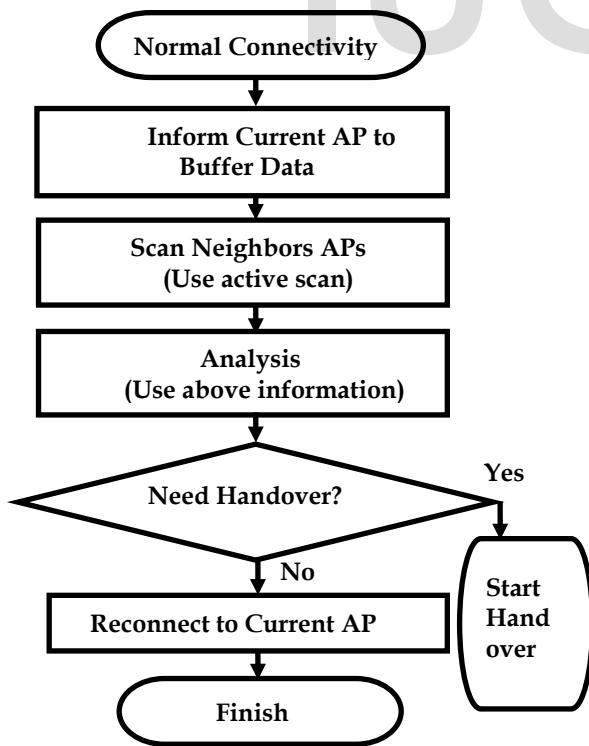 Normal Connectivity
Inform Current AP to
Buffer Data
Scan Neighbors APs
(Use active scan)
Analysis
(Use above information)
Need Handover?
Yes
No
Reconnect to Current AP
Start
Hand
over
Finish